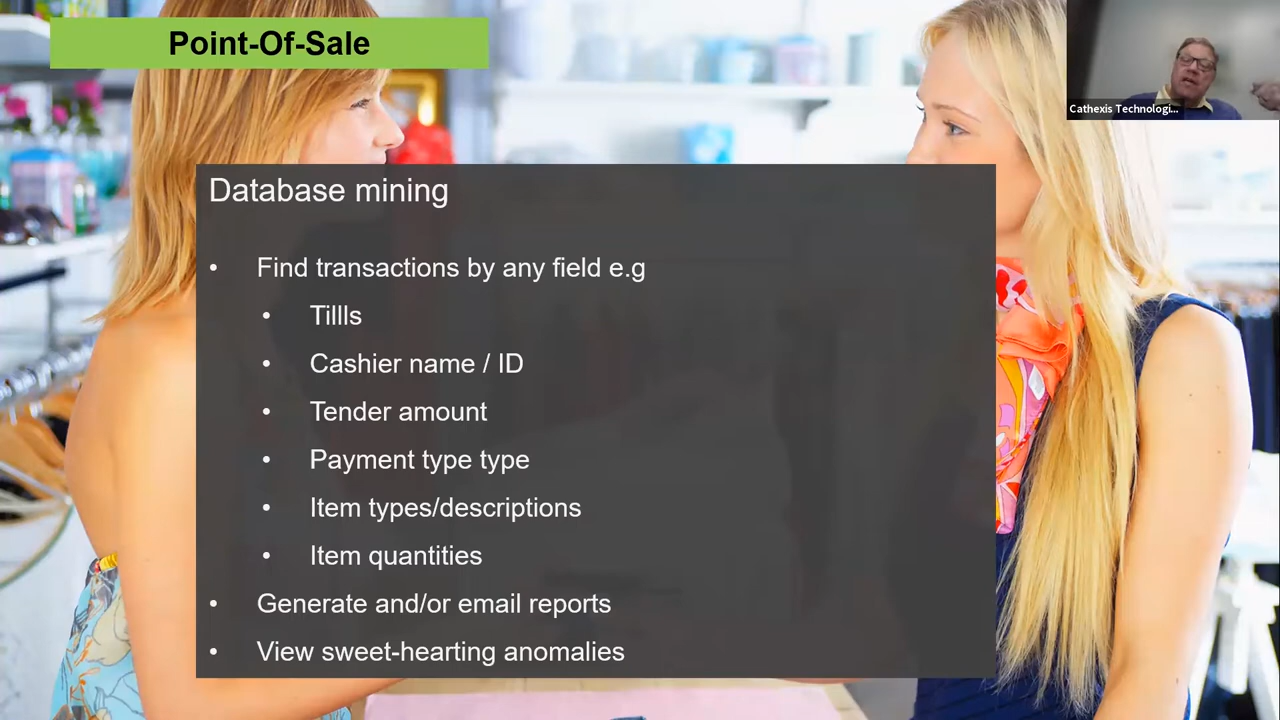 Point-Of-Sale
Cathexis Technologi...
Database mining
• Find transactions by any field e.g
• Tillls
• Cashier name / ID
• Tender amount
• Payment type type
• Item types/descriptions
• Item quantities
• Generate and/or email reports
• View sweet-hearting anomalies